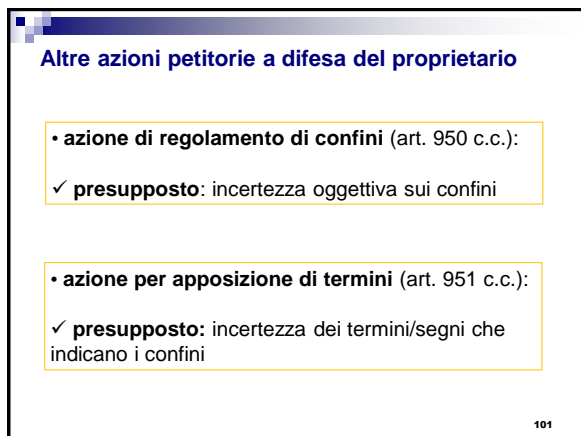 Altre azioni petitorie a difesa del proprietario
• azione di regolamento di confini (art. 950 c.c.):
✓ presupposto: incertezza oggettiva sui confini
• azione per apposizione di termini (art. 951 c.c.):
✓ presupposto: incertezza dei termini/segni che
indicano i confini
101